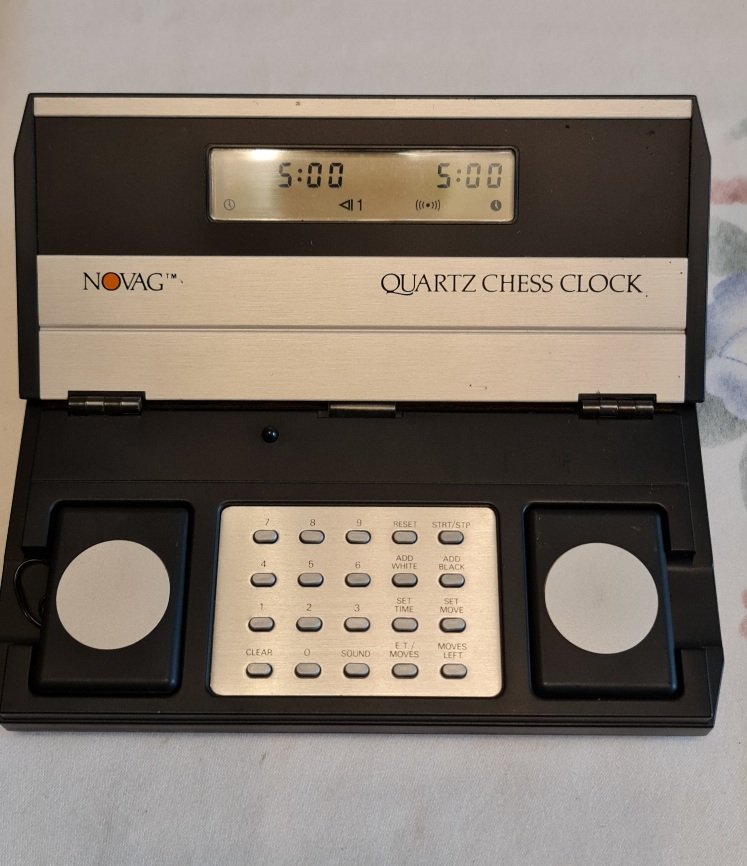 5:00 5:00
1
NOVAG™ QUARTZ CHESS CLOCK
7 8 9 RESET STRT/STP
4 5 6 ADD WHITE ADD BLACK
1 2 3 SET TIME SET MOVE
CLEAR 0 SOUND E.T./MOVES MOVES LEFT